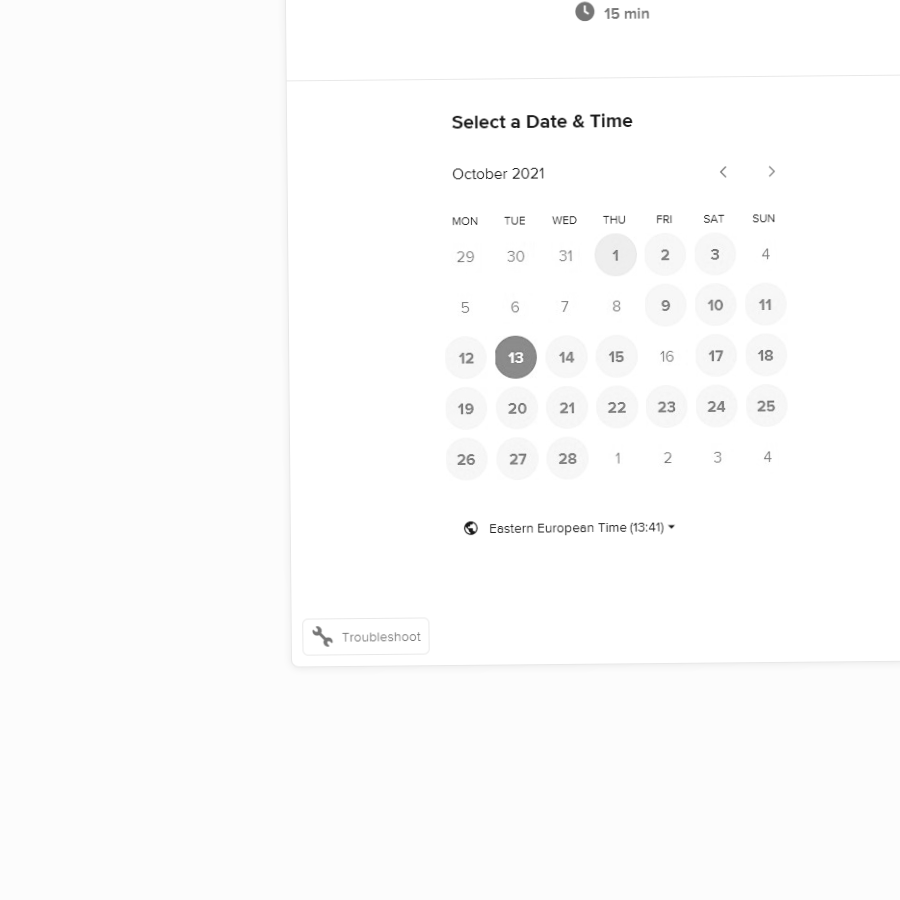 15 min
Select a Date & Time
October 2021
MON TUE WED THU FRI SAT SUN
29 30 31 1 2 3 4
5 6 7 8 9 10 11
12 13 14 15 16 17 18
19 20 21 22 23 24 25
26 27 28 1 2 3 4
Eastern European Time (13:41)
Troubleshoot